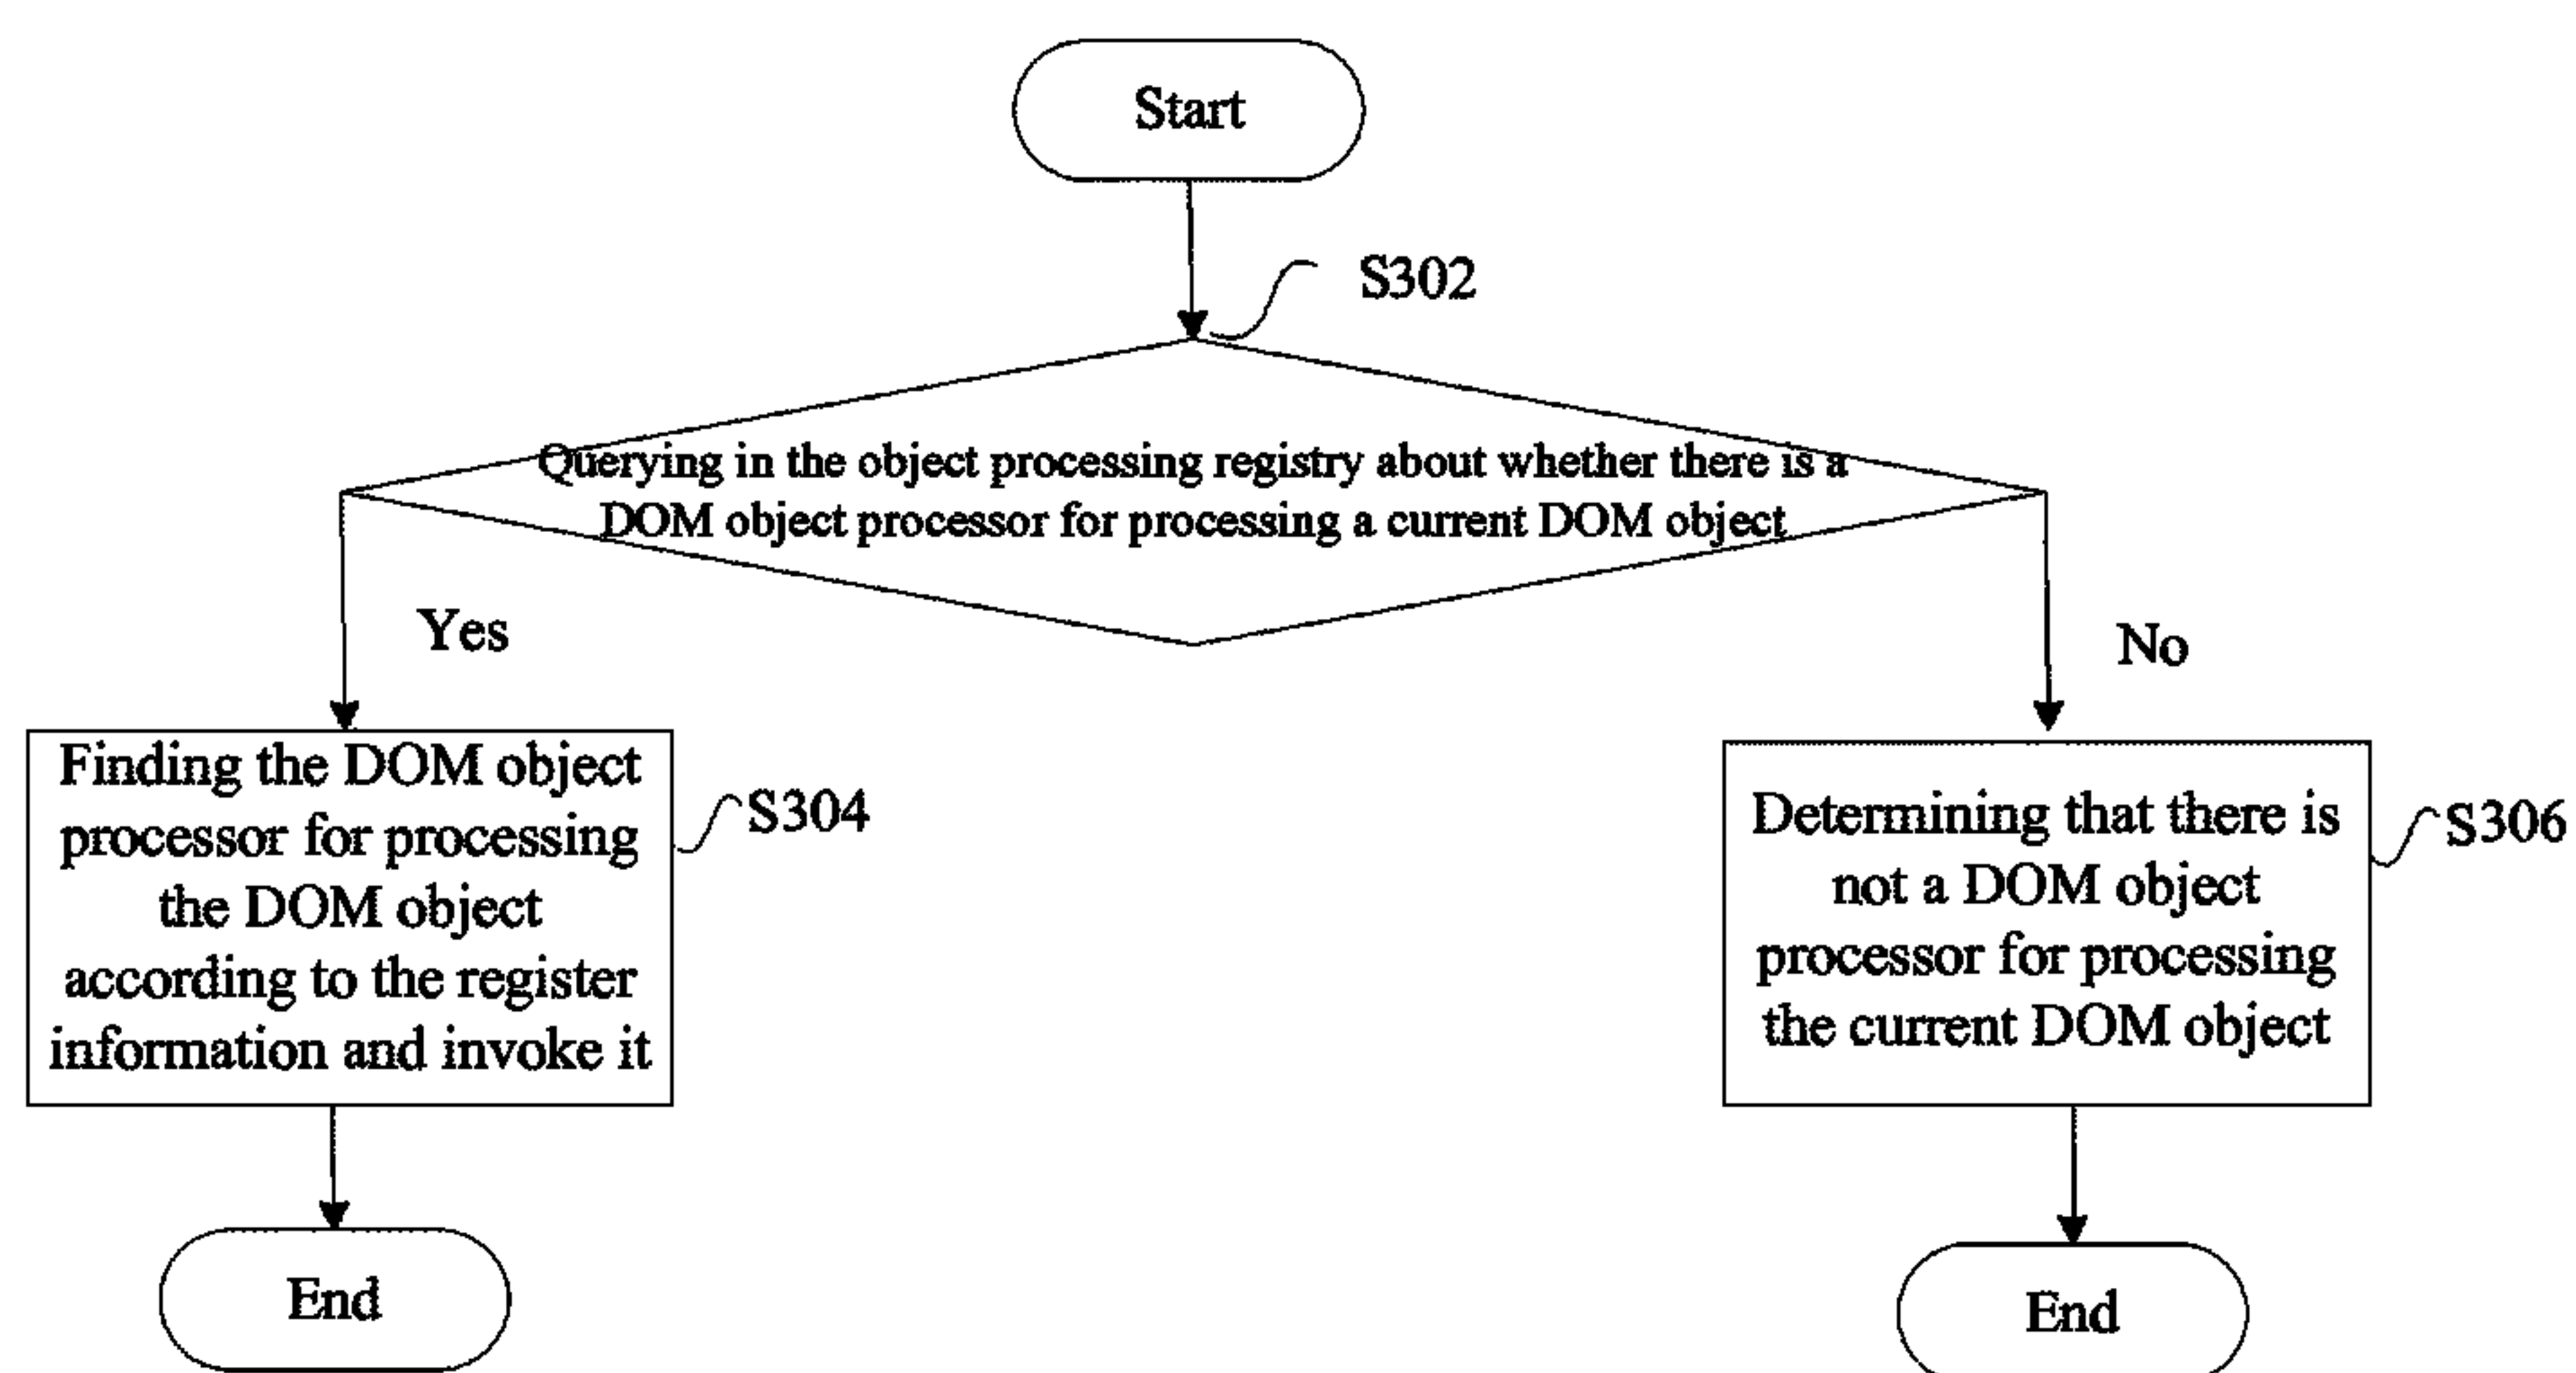 Start
S302
Querying in the object processing registry about whether there is a
DOM object processor for processing a current DOM object
Yes
No
Finding the DOM object
processor for processing
the DOM object
according to the register
information and invoke it
S304
Determining that there is
not a DOM object
processor for processing
the current DOM object
S306
End
End